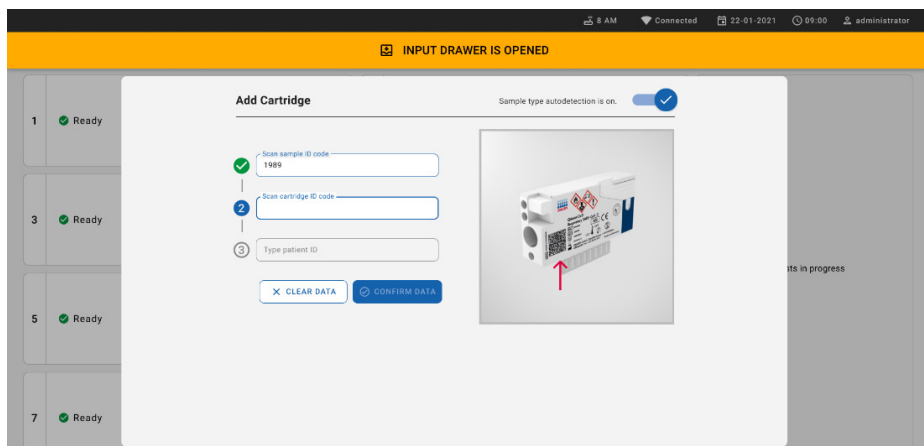 8 AM
Connected
22-01-2021
09:00
administrator
INPUT DRAWER IS OPENED
Add Cartridge
Sample type autodetection is on.
1
Ready
Scan sample ID code
1989
Scan cartridge ID code
2
3
Ready
3
Type patient ID
sts in progress
CLEAR DATA
CONFIRM DATA
5
Ready
7
Ready